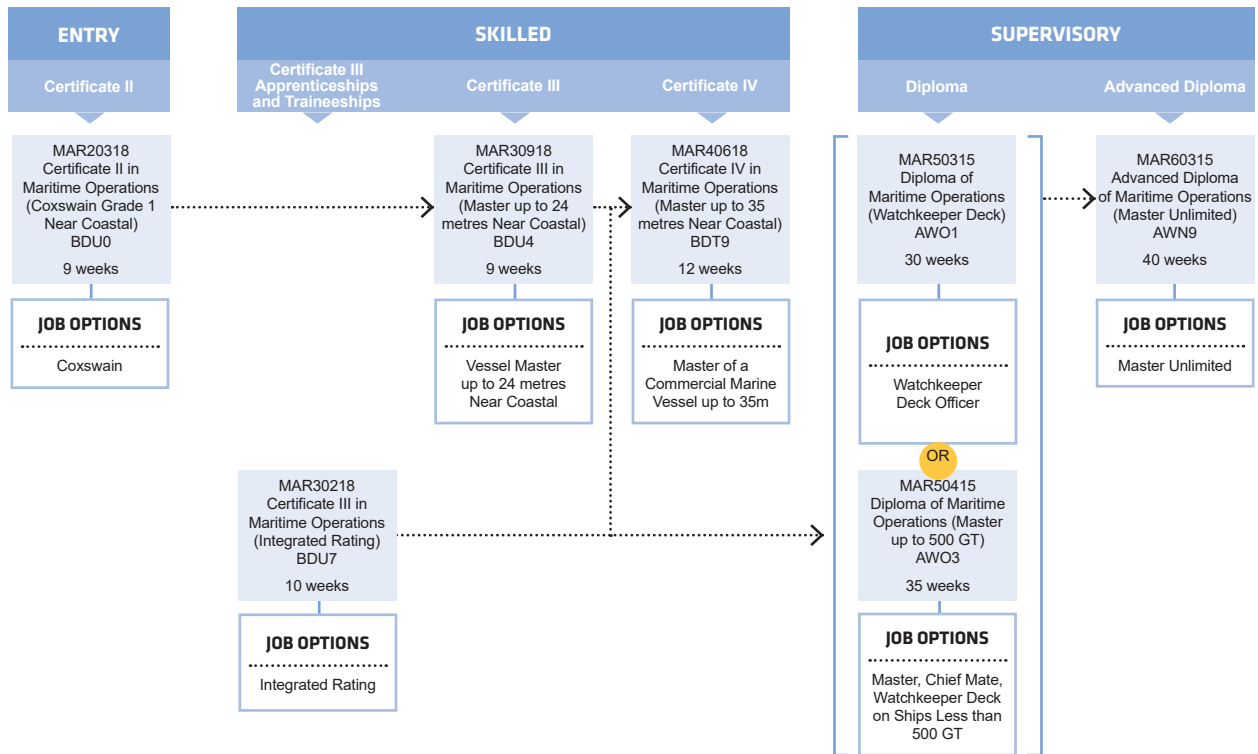 ENTRY
SKILLED
SUPERVISORY
Certificate II
Certificate III
Apprenticeships
and Traineeships
Certificate III
Certificate IV
Diploma
Advanced Diploma
MAR20318
Certificate II in
Maritime Operations
(Coxswain Grade 1
Near Coastal)
BDU0
9 weeks
JOB OPTIONS
Coxswain
MAR30918
Certificate III in
Maritime Operations
(Master up to 24
metres Near Coastal)
BDU4
9 weeks
JOB OPTIONS
Vessel Master
up to 24 metres
Near Coastal
MAR40618
Certificate IV in
Maritime Operations
(Master up to 35
metres Near Coastal)
BDT9
12 weeks
JOB OPTIONS
Master of a
Commercial Marine
Vessel up to 35m
MAR50315
Diploma of
Maritime Operations
(Watchkeeper Deck)
AWO1
30 weeks
JOB OPTIONS
Watchkeeper
Deck Officer
MAR60315
Advanced Diploma
of Maritime Operations
(Master Unlimited)
AWN9
40 weeks
JOB OPTIONS
Master Unlimited
MAR30218
Certificate III in
Maritime Operations
(Integrated Rating)
BDU7
10 weeks
JOB OPTIONS
Integrated Rating
OR
MAR50415
Diploma of Maritime
Operations (Master
up to 500 GT)
AWO3
35 weeks
JOB OPTIONS
Master, Chief Mate,
Watchkeeper Deck
on Ships Less than
500 GT